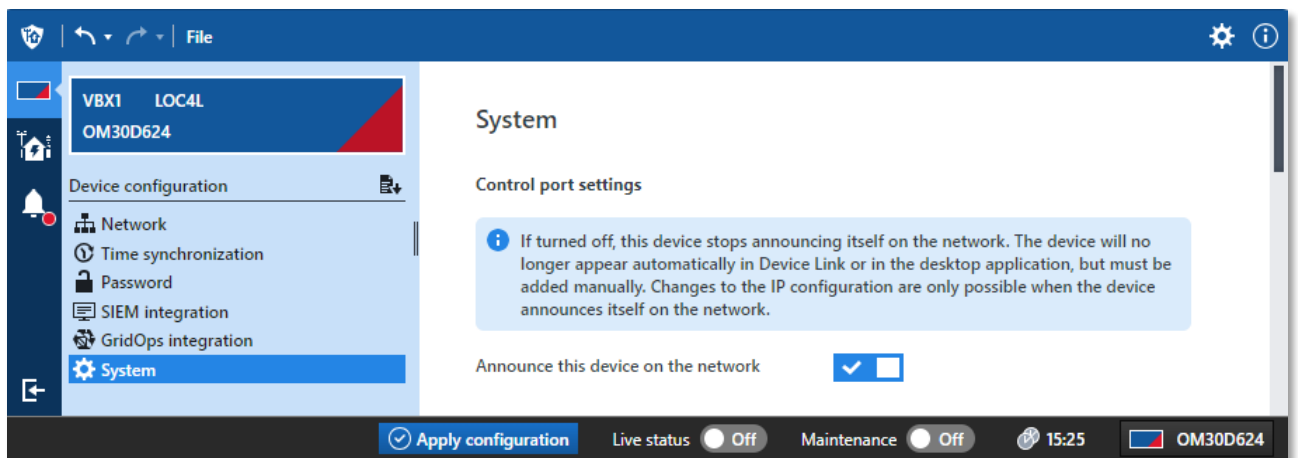 File
VBX1 LOC4L
OM30D624
Device configuration
Network
Time synchronization
Password
SIEM integration
GridOps integration
System
System
Control port settings
If turned off, this device stops announcing itself on the network. The device will no
longer appear automatically in Device Link or in the desktop application, but must be
added manually. Changes to the IP configuration are only possible when the device
announces itself on the network.
Announce this device on the network
Apply configuration Live status Off Maintenance Off 15:25 OM30D624